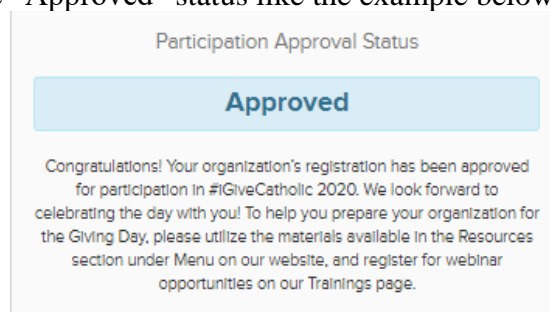 "Approved" status like the example below
Participation Approval Status
Approved
Congratulations! Your organization's registration has been approved
for participation in #iGiveCatholic 2020. We look forward to
celebrating the day with you! To help you prepare your organization for
the Giving Day, please utilize the materials available in the Resources
section under Menu on our website, and register for webinar
opportunities on our Trainings page.